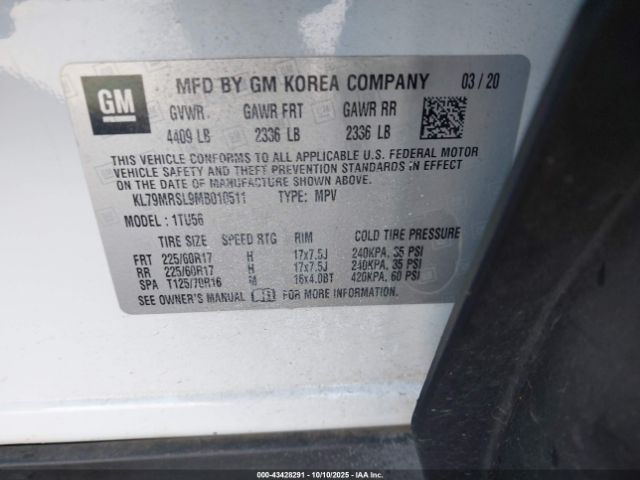 GM
MFD BY GM KOREA COMPANY 03 / 20
GVWR GAWR FRT GAWR RR
4409 LB 2336 LB 2336 LB
THIS VEHICLE CONFORMS TO ALL APPLICABLE U.S. FEDERAL MOTOR
VEHICLE SAFETY AND THEFT PREVENTION STANDARDS IN EFFECT
ON THE DATE OF MANUFACTURE SHOWN ABOVE.
KL79MRSL9MB010511 TYPE: MPV
MODEL : 1TU56
TIRE SIZE SPEED RTG RIM COLD TIRE PRESSURE
FRT 225/60R17 H 17x7.5J 240KPA, 35 PSI
RR 225/60R17 H 17x7.5J 240KPA, 35 PSI
SPA T125/70R16 M 16x4.0BT 420KPA, 60 PSI
SEE OWNER'S MANUAL FOR MORE INFORMATION.
000-43428291 - 10/10/2025 - IAAI.com